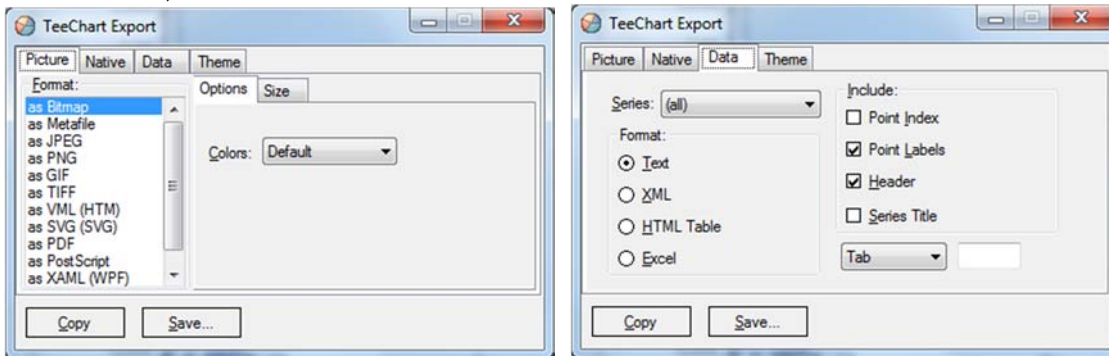 TeeChart Export
Picture Native Data Theme
Format:
as Bitmap
as Metafile
as JPEG
as PNG
as GIF
as TIFF
as VML (HTM)
as SVG (SVG)
as PDF
as PostScript
as XAML (WPF)
Options Size
Colors: Default
Copy Save...
TeeChart Export
Picture Native Data Theme
Series: (all)
Format:
Text
XML
HTML Table
Excel
Include:
Point Index
Point Labels
Header
Series Title
Tab
Copy Save...